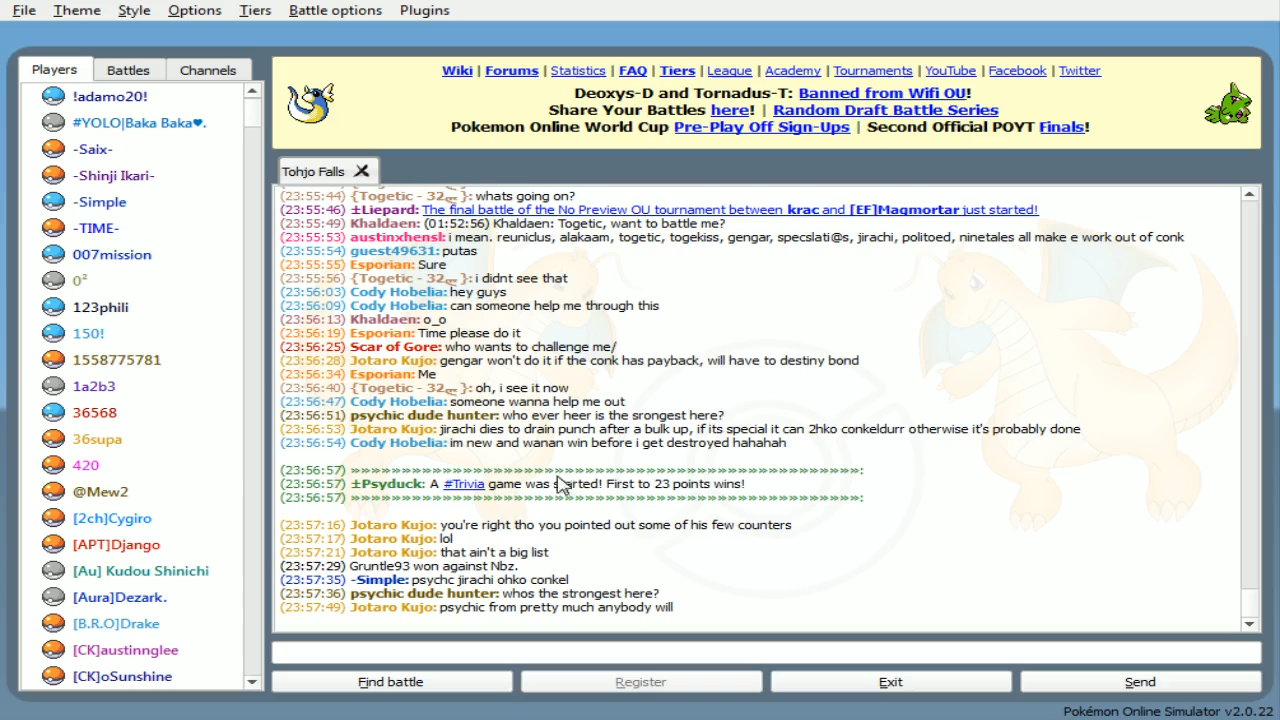 File Theme Style Options Tiers Battle options Plugins
Players Battles Channels
!adamo20!
#YOLO|Baka Baka♥.
-Saix-
-Shinji Ikari-
-Simple
-TIME-
007mission
0²
123phili
150!
1558775781
1a2b3
36568
36supa
420
@Mew2
[2ch]Cygiro
[APT]Django
[Au] Kudou Shinichi
[Aura]Dezark.
[B.R.O]Drake
[CK]austinnglee
[CK]oSunshine
Wiki | Forums | Statistics | FAQ | Tiers | League | Academy | Tournaments | YouTube | Facebook | Twitter
Deoxys-D and Tornadus-T: Banned from Wifi OU!
Share Your Battles here! | Random Draft Battle Series
Pokemon Online World Cup Pre-Play Off Sign-Ups | Second Official POYT Finals!
Tohjo Falls
(23:55:44) {Togetic - 32 }: whats going on?
(23:55:46) ±Liepard: The final battle of the No Preview OU tournament between krac and [EF]Magmortar just started!
(23:55:49) Khaldaen: (01:52:56) Khaldaen: Togetic, want to battle me?
(23:55:53) austinxhensl: i mean. reuniclus, alakaam, togetic, togekiss, gengar, specslati@s, jirachi, politoed, ninetales all make e work out of conk
(23:55:54) guest49631: putas
(23:55:55) Esporian: Sure
(23:55:56) {Togetic - 32 }: i didnt see that
(23:56:03) Cody Hobelia: hey guys
(23:56:09) Cody Hobelia: can someone help me through this
(23:56:13) Khaldaen: o_o
(23:56:19) Esporian: Time please do it
(23:56:25) Scar of Gore: who wants to challenge me/
(23:56:28) Jotaro Kujo: gengar won't do it if the conk has payback, will have to destiny bond
(23:56:34) Esporian: Me
(23:56:40) {Togetic - 32 }: oh, i see it now
(23:56:47) Cody Hobelia: someone wanna help me out
(23:56:51) psychic dude hunter: who ever heer is the srongest here?
(23:56:53) Jotaro Kujo: jirachi dies to drain punch after a bulk up, if its special it can 2hko conkeldurr otherwise it's probably done
(23:56:54) Cody Hobelia: im new and wanan win before i get destroyed hahahah
(23:56:57) »»»»»»»»»»»»»»»»»»»»»»»»»»»»»»»»»»»»»»»»»»»»»»»»»»:
(23:56:57) ±Psyduck: A #Trivia game was started! First to 23 points wins!
(23:56:57) »»»»»»»»»»»»»»»»»»»»»»»»»»»»»»»»»»»»»»»»»»»»»»»»»»:
(23:57:16) Jotaro Kujo: you're right tho you pointed out some of his few counters
(23:57:17) Jotaro Kujo: lol
(23:57:21) Jotaro Kujo: that ain't a big list
(23:57:29) Gruntle93 won against Nbz.
(23:57:35) -Simple: psychc jirachi ohko conkel
(23:57:36) psychic dude hunter: whos the strongest here?
(23:57:49) Jotaro Kujo: psychic from pretty much anybody will
Find battle Register Exit Send
Pokémon Online Simulator v2.0.22